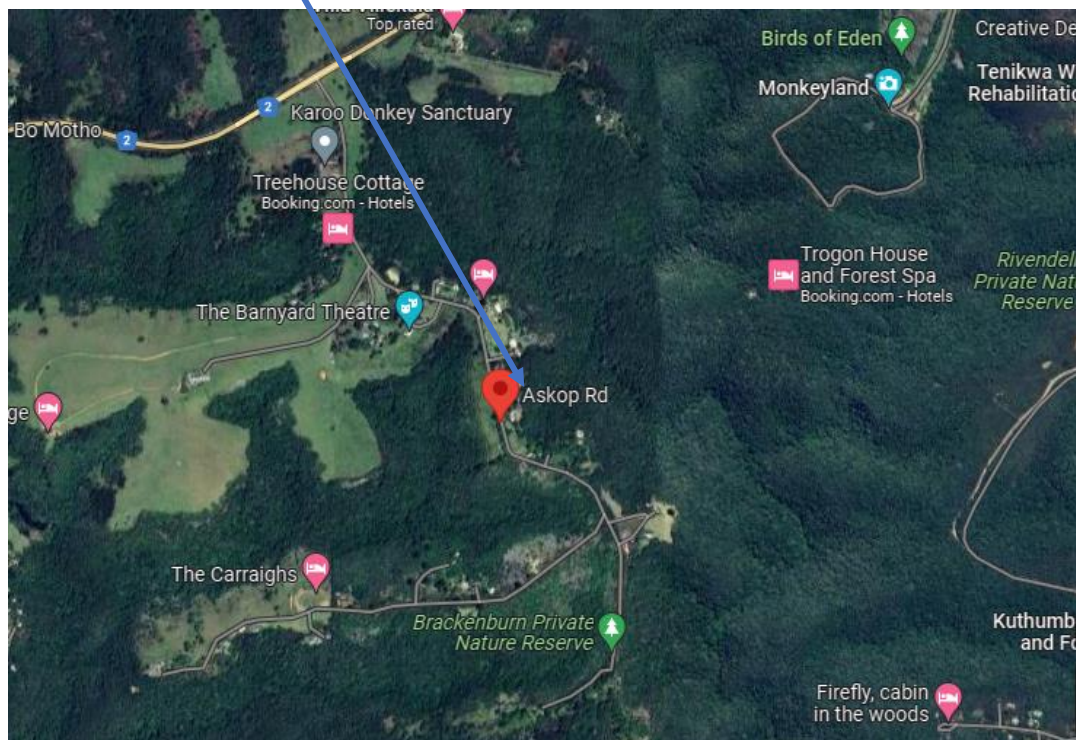 Top rated
Birds of Eden
Creative De
Monkeyland
Tenikwa W
Rehabilitatio
2
Karoo Donkey Sanctuary
Bo Motho
2
Treehouse Cottage
Booking.com - Hotels
Trogon House
and Forest Spa
Booking.com - Hotels
Rivendell
Private Natu
Reserve
The Barnyard Theatre
Askop Rd
ge
The Carraighs
Brackenburn Private
Nature Reserve
Kuthumb
and Fo
Firefly, cabin
in the woods